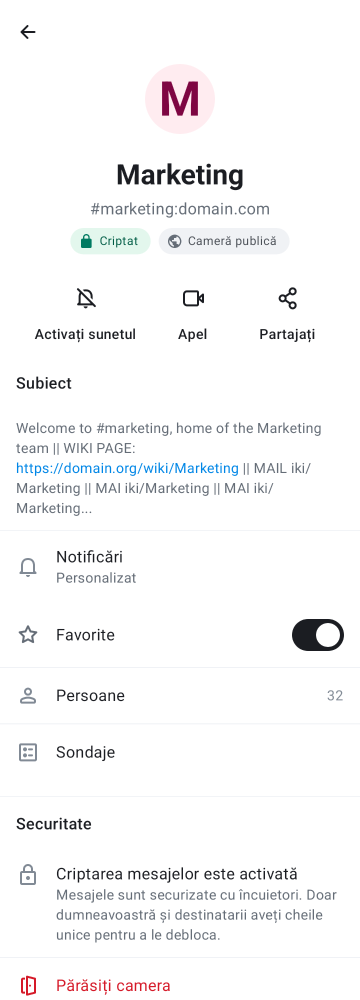 M
Marketing
#marketing:domain.com
Criptat
Cameră publică
Activați sunetul
Apel
Partajați
Subiect
Welcome to #marketing, home of the Marketing
team || WIKI PAGE:
https://domain.org/wiki/Marketing || MAIL iki/
Marketing || MAI iki/Marketing || MAI iki/
Marketing...
Notificări
Personalizat
Favorite
Persoane 32
Sondaje
Securitate
Criptarea mesajelor este activată
Mesajele sunt securizate cu încuietori. Doar
dumneavoastră și destinatarii aveți cheile
unice pentru a le debloca.
Părăsiți camera